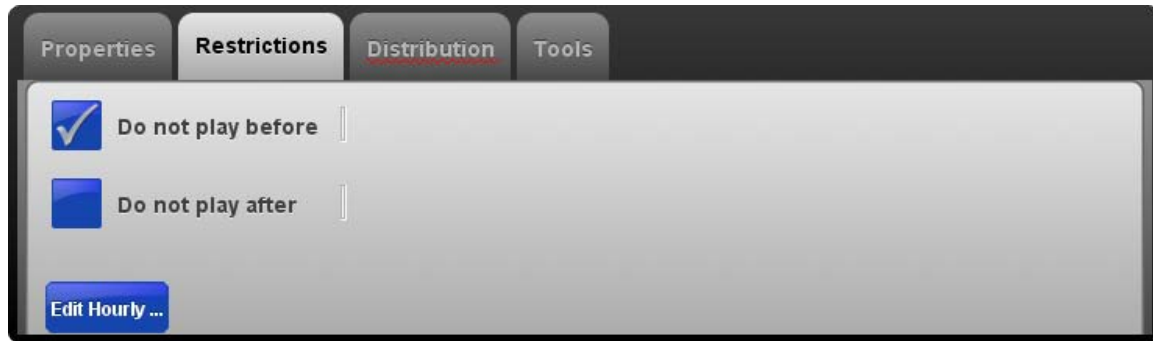 Properties Restrictions Distribution Tools
Do not play before
Do not play after
Edit Hourly ...